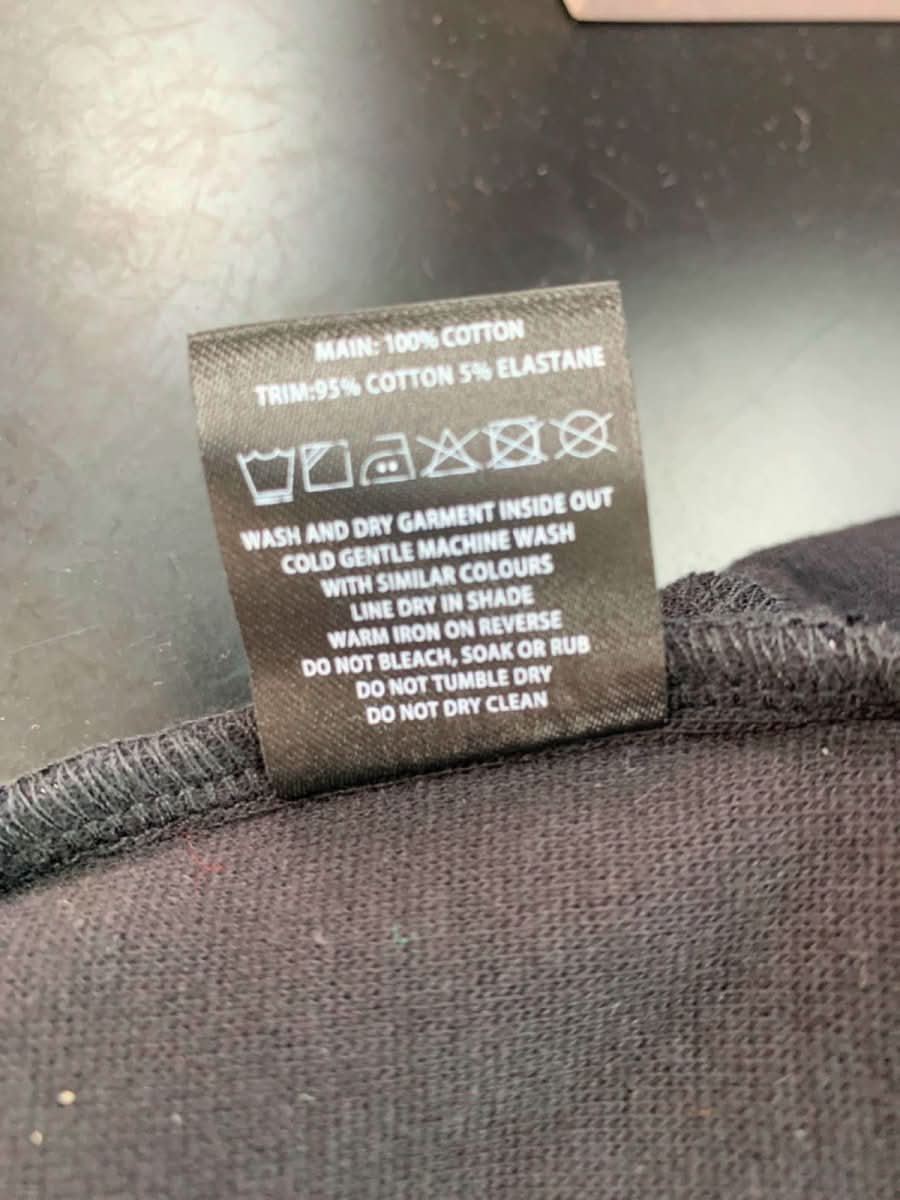 MAIN: 100% COTTON
TRIM:95% COTTON 5% ELASTANE
WASH AND DRY GARMENT INSIDE OUT
COLD GENTLE MACHINE WASH
WITH SIMILAR COLOURS
LINE DRY IN SHADE
WARM IRON ON REVERSE
DO NOT BLEACH, SOAK OR RUB
DO NOT TUMBLE DRY
DO NOT DRY CLEAN